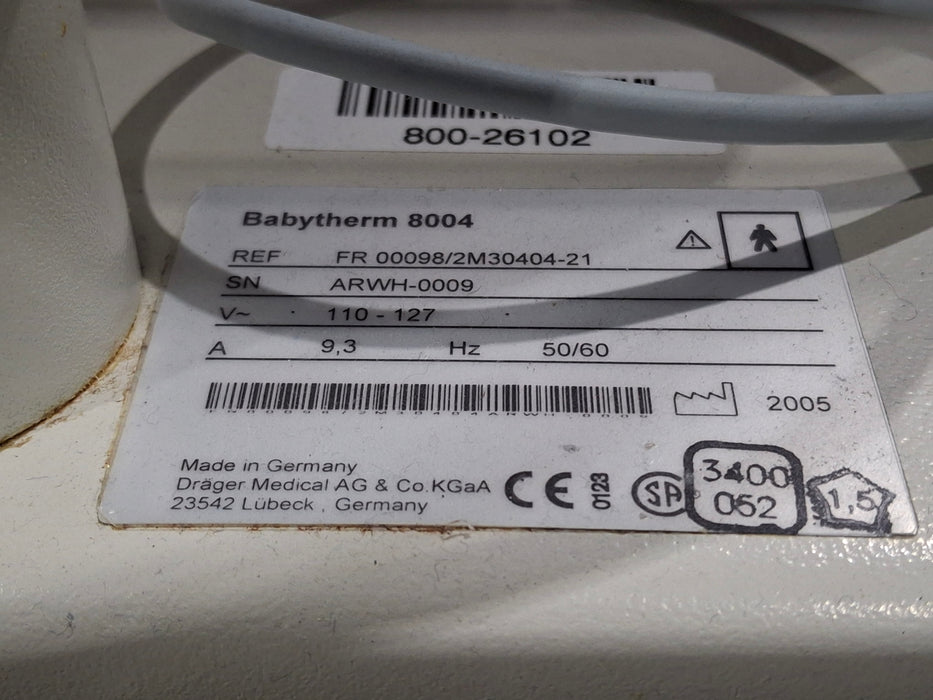 800-26102
Babytherm 8004
REF FR 00098/2M30404-21
SN ARWH-0009
V~ 110 - 127
A 9,3 Hz 50/60
2005
Made in Germany
Dräger Medical AG & Co.KGaA
23542 Lübeck , Germany
CE 0123
SP
3400
052
1,5